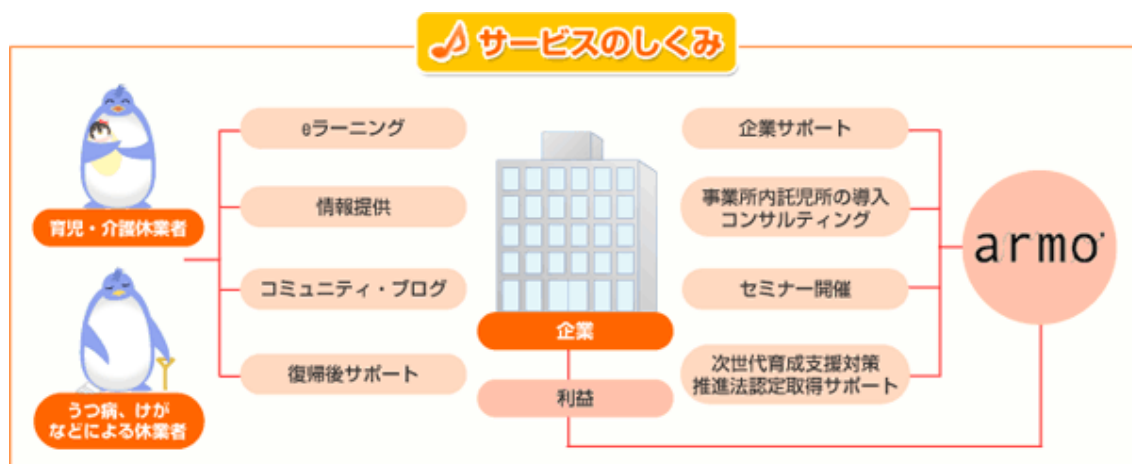 サービスのしくみ
育児・介護休業者
うつ病、けが
などによる休業者
eラーニング
情報提供
コミュニティ・ブログ
復帰後サポート
企業
利益
企業サポート
事業所内託児所の導入
コンサルティング
セミナー開催
次世代育成支援対策
推進法認定取得サポート
armo